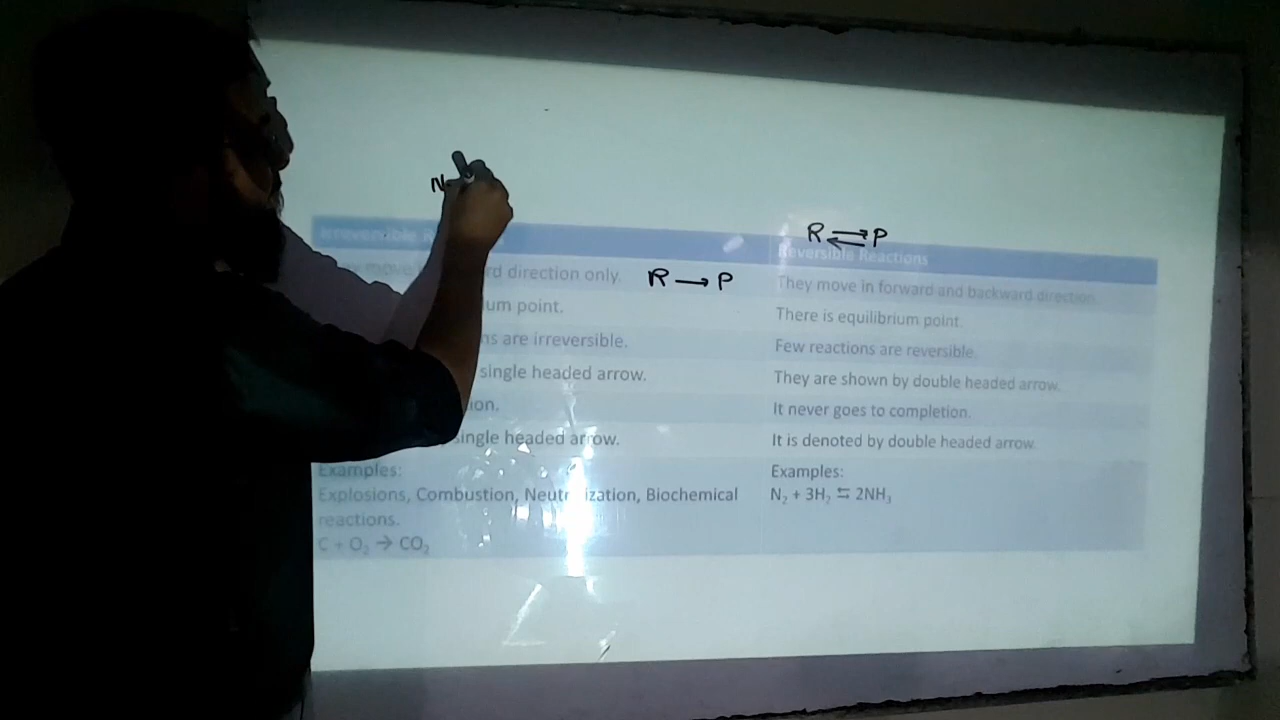 N
R ⇌ P
Irreversible Reversible Reactions
move rd direction only. R → P They move in forward and backward direction.
um point. There is equilibrium point.
ns are irreversible. Few reactions are reversible.
single headed arrow. They are shown by double headed arrow.
ion. It never goes to completion.
single headed arrow. It is denoted by double headed arrow.
Examples: Examples:
Explosions, Combustion, Neutralization, Biochemical N₂ + 3H₂ ⇆ 2NH₃
reactions.
C + O₂ → CO₂